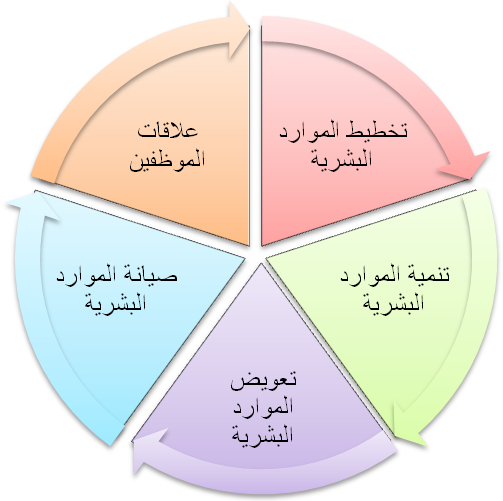 تخطيط الموارد
البشرية
تنمية الموارد
البشرية
تعويض
الموارد
البشرية
صيانة الموارد
البشرية
علاقات
الموظفين